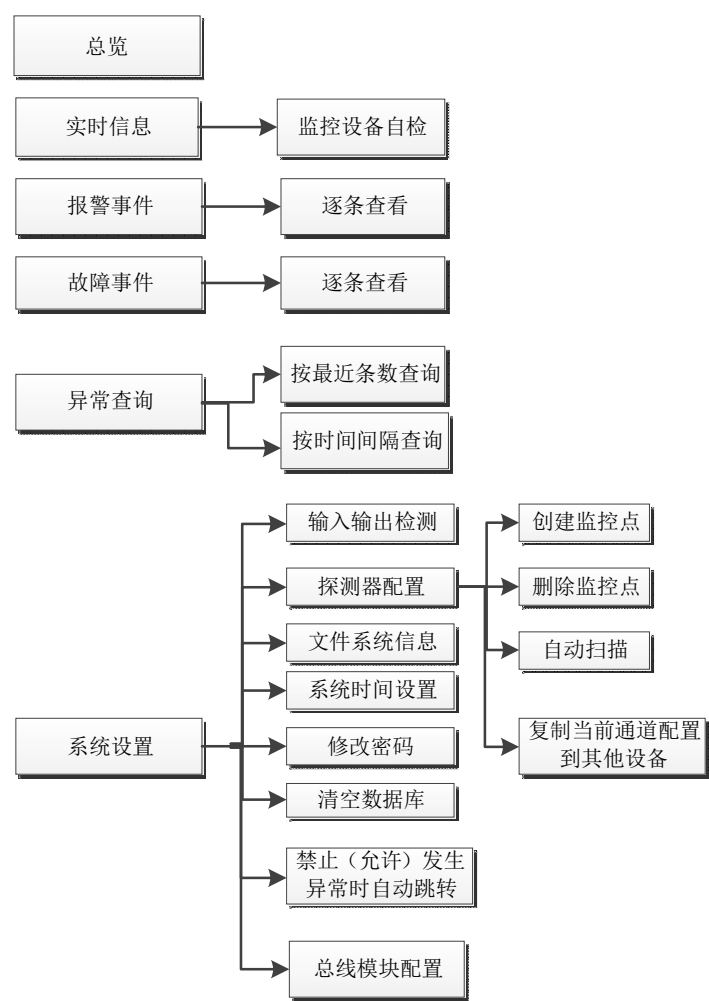 总览
实时信息
监控设备自检
报警事件
逐条查看
故障事件
逐条查看
异常查询
按最近条数查询
按时间间隔查询
系统设置
输入输出检测
探测器配置
创建监控点
删除监控点
自动扫描
复制当前通道配置
到其他设备
文件系统信息
系统时间设置
修改密码
清空数据库
禁止（允许）发生
异常时自动跳转
总线模块配置